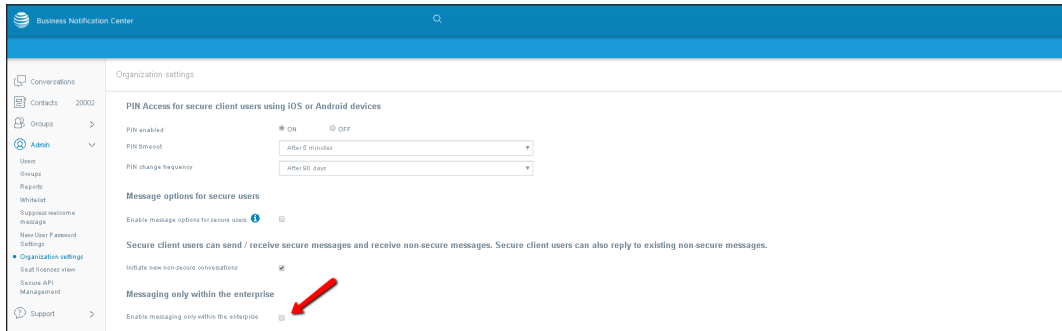 Business Notification Center
Organization settings
Conversations
Contacts 20002
Groups
Admin
Users
Groups
Reports
Whitelist
Suppress welcome
message
New User Password
Settings
Organization settings
Seat licenses view
Secure API
Management
Support
PIN Access for secure client users using iOS or Android devices
PIN enabled ON OFF
PIN timeout After 5 minutes
PIN change frequency After 90 days
Message options for secure users
Enable message options for secure users
Secure client users can send / receive secure messages and receive non-secure messages. Secure client users can also reply to existing non-secure messages.
Initiate new non-secure conversations
Messaging only within the enterprise
Enable messaging only within the enterprise